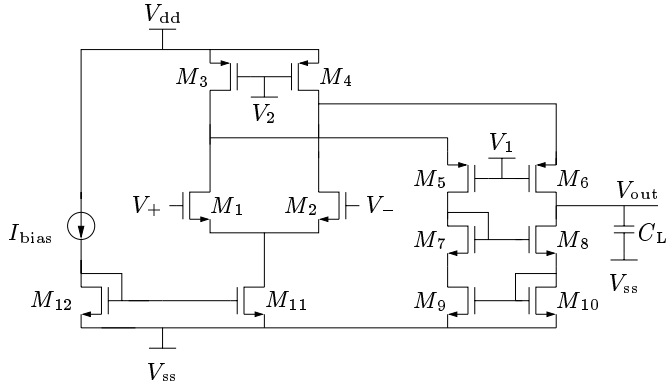 V_dd
M_3
M_4
V_2
V_1
M_5
M_6
V_+
M_1
M_2
V_−
V_out
I_bias
M_7
M_8
C_L
V_ss
M_12
M_11
M_9
M_10
V_ss